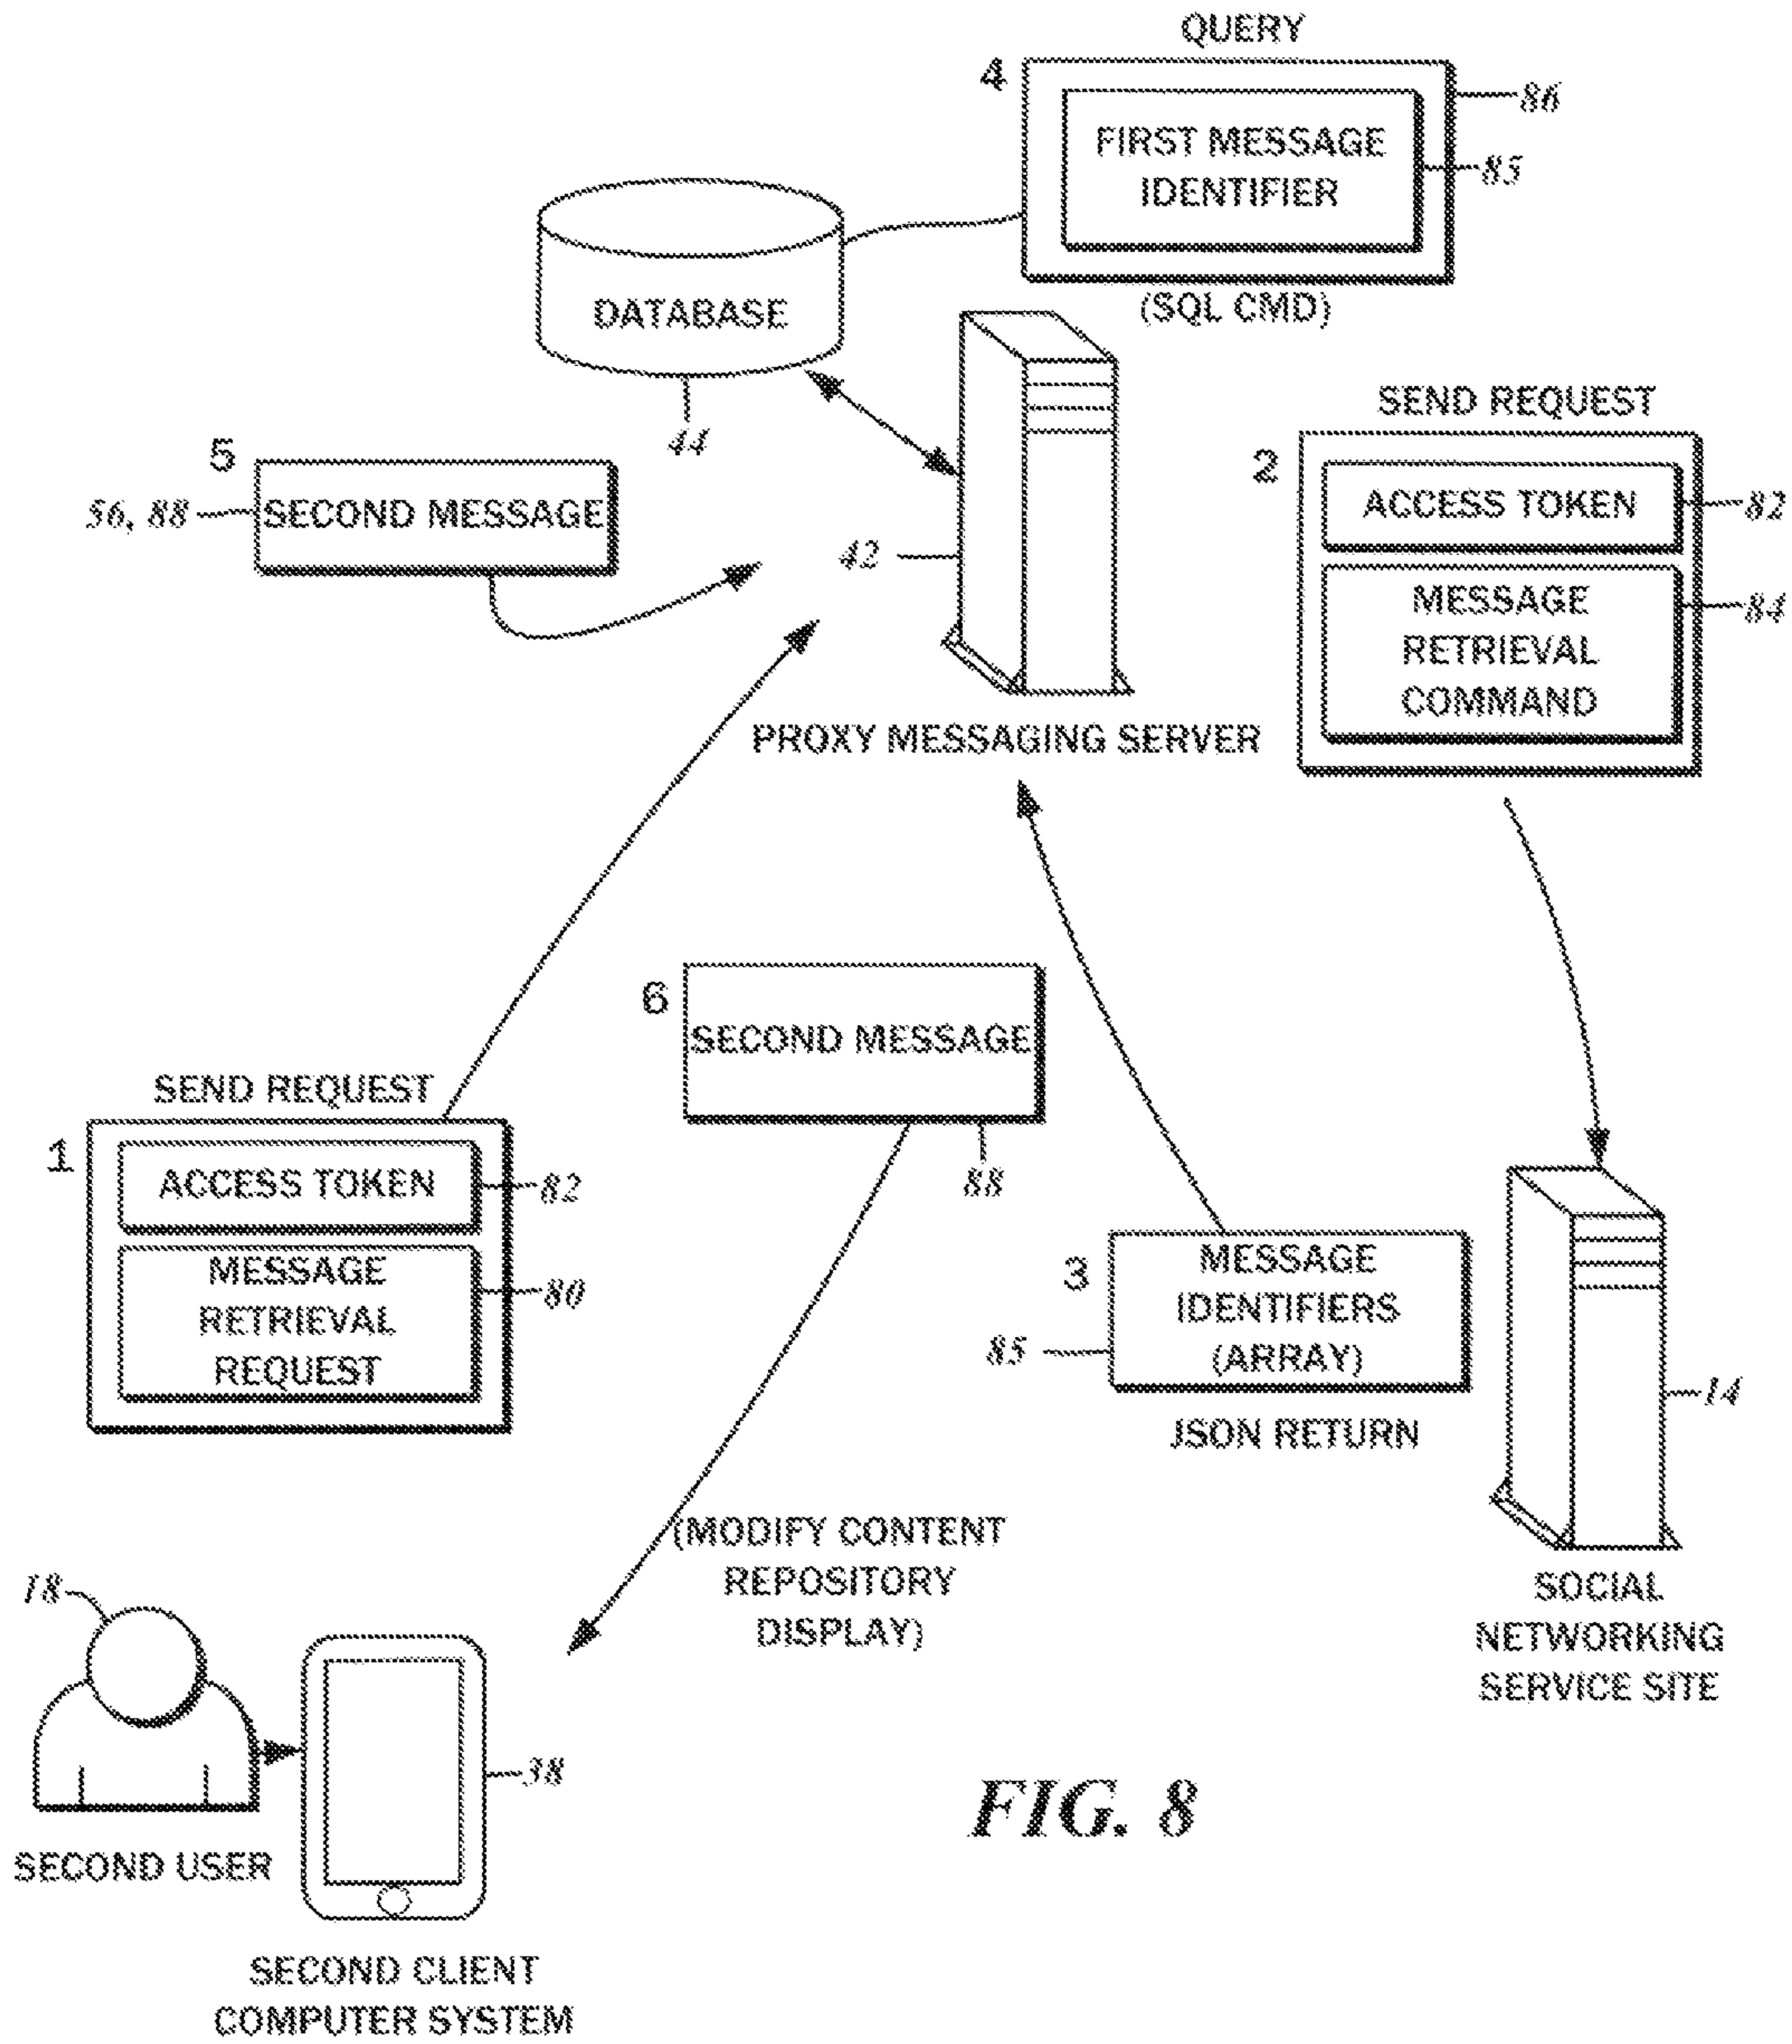 QUERY
4
86
FIRST MESSAGE
IDENTIFIER
85
(SQL CMD)
DATABASE
44
SEND REQUEST
2
ACCESS TOKEN
82
MESSAGE
RETRIEVAL
COMMAND
84
5
56, 88
SECOND MESSAGE
42
PROXY MESSAGING SERVER
6
SECOND MESSAGE
88
SEND REQUEST
1
ACCESS TOKEN
82
MESSAGE
RETRIEVAL
REQUEST
80
3
MESSAGE
IDENTIFIERS
(ARRAY)
85
JSON RETURN
14
(MODIFY CONTENT
REPOSITORY
DISPLAY)
SOCIAL
NETWORKING
SERVICE SITE
18
38
SECOND USER
SECOND CLIENT
COMPUTER SYSTEM
FIG. 8